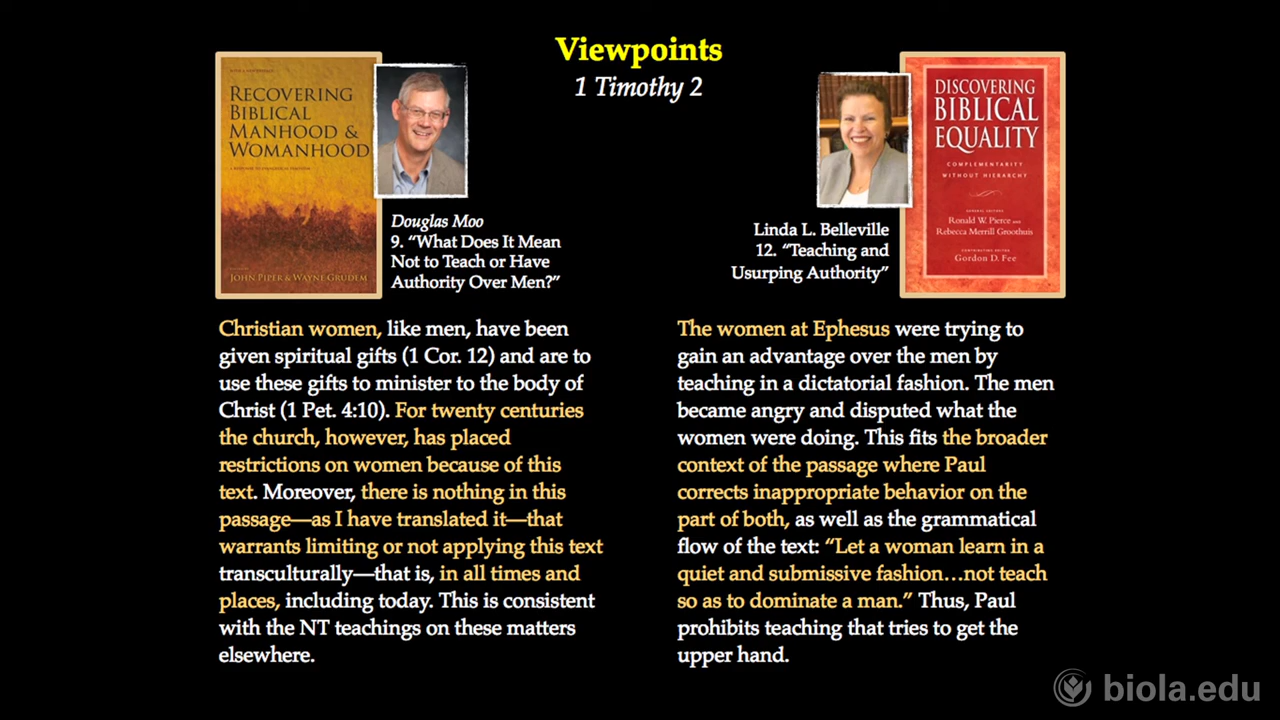 Viewpoints
1 Timothy 2
RECOVERING
BIBLICAL
MANHOOD &
WOMANHOOD
A RESPONSE TO EVANGELICAL FEMINISM
JOHN PIPER & WAYNE GRUDEM
Douglas Moo
9. “What Does It Mean
Not to Teach or Have
Authority Over Men?”
Christian women, like men, have been
given spiritual gifts (1 Cor. 12) and are to
use these gifts to minister to the body of
Christ (1 Pet. 4:10). For twenty centuries
the church, however, has placed
restrictions on women because of this
text. Moreover, there is nothing in this
passage—as I have translated it—that
warrants limiting or not applying this text
transculturally—that is, in all times and
places, including today. This is consistent
with the NT teachings on these matters
elsewhere.
DISCOVERING
BIBLICAL
EQUALITY
COMPLEMENTARITY
WITHOUT HIERARCHY
GENERAL EDITORS
Ronald W. Pierce and
Rebecca Merrill Groothuis
CONTRIBUTING EDITOR
Gordon D. Fee
Linda L. Belleville
12. “Teaching and
Usurping Authority”
The women at Ephesus were trying to
gain an advantage over the men by
teaching in a dictatorial fashion. The men
became angry and disputed what the
women were doing. This fits the broader
context of the passage where Paul
corrects inappropriate behavior on the
part of both, as well as the grammatical
flow of the text: “Let a woman learn in a
quiet and submissive fashion…not teach
so as to dominate a man.” Thus, Paul
prohibits teaching that tries to get the
upper hand.
biola.edu